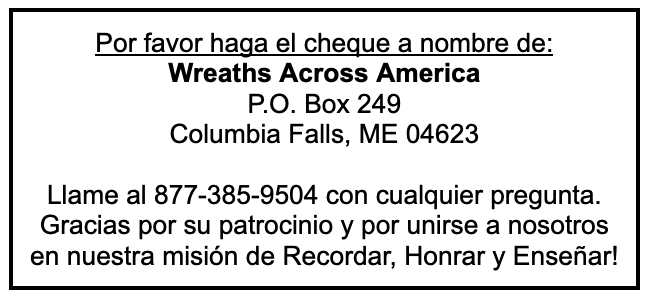 Por favor haga el cheque a nombre de:
Wreaths Across America
P.O. Box 249
Columbia Falls, ME 04623
Llame al 877-385-9504 con cualquier pregunta.
Gracias por su patrocinio y por unirse a nosotros
en nuestra misión de Recordar, Honrar y Enseñar!